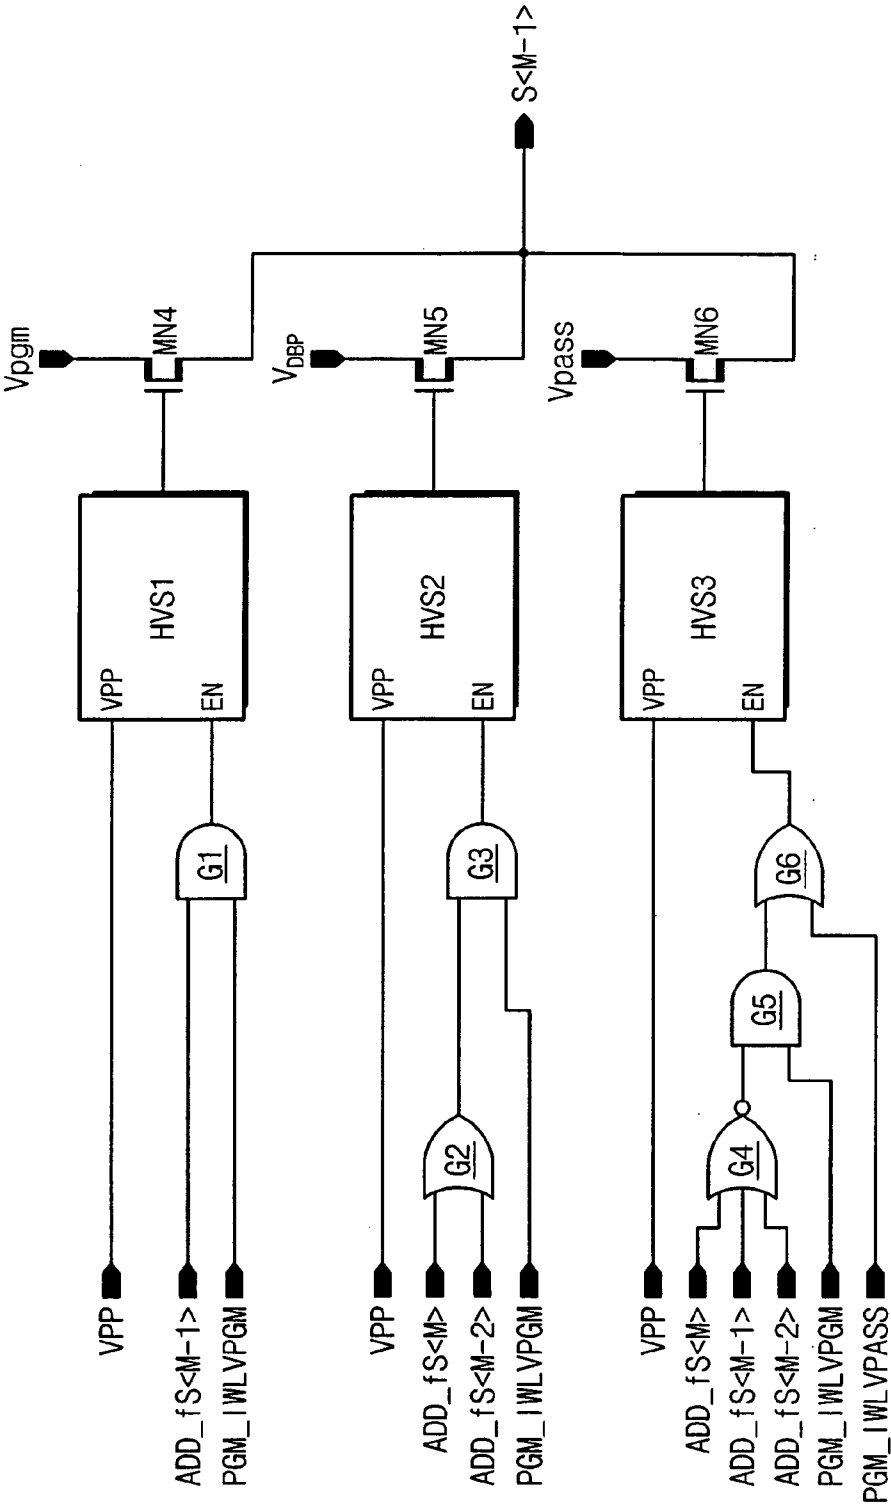 S<M-1>
Vpgm
MN4
VDBP
MN5
Vpass
MN6
HVS1
VPP
EN
HVS2
VPP
EN
HVS3
VPP
EN
G1
G3
G6
G5
G2
G4
VPP
ADD_fS<M-1>
PGM_IWLVPGM
VPP
ADD_fS<M>
ADD_fS<M-2>
PGM_IWLVPGM
VPP
ADD_fS<M>
ADD_fS<M-1>
ADD_fS<M-2>
PGM_IWLVPGM
PGM_IWLVPASS